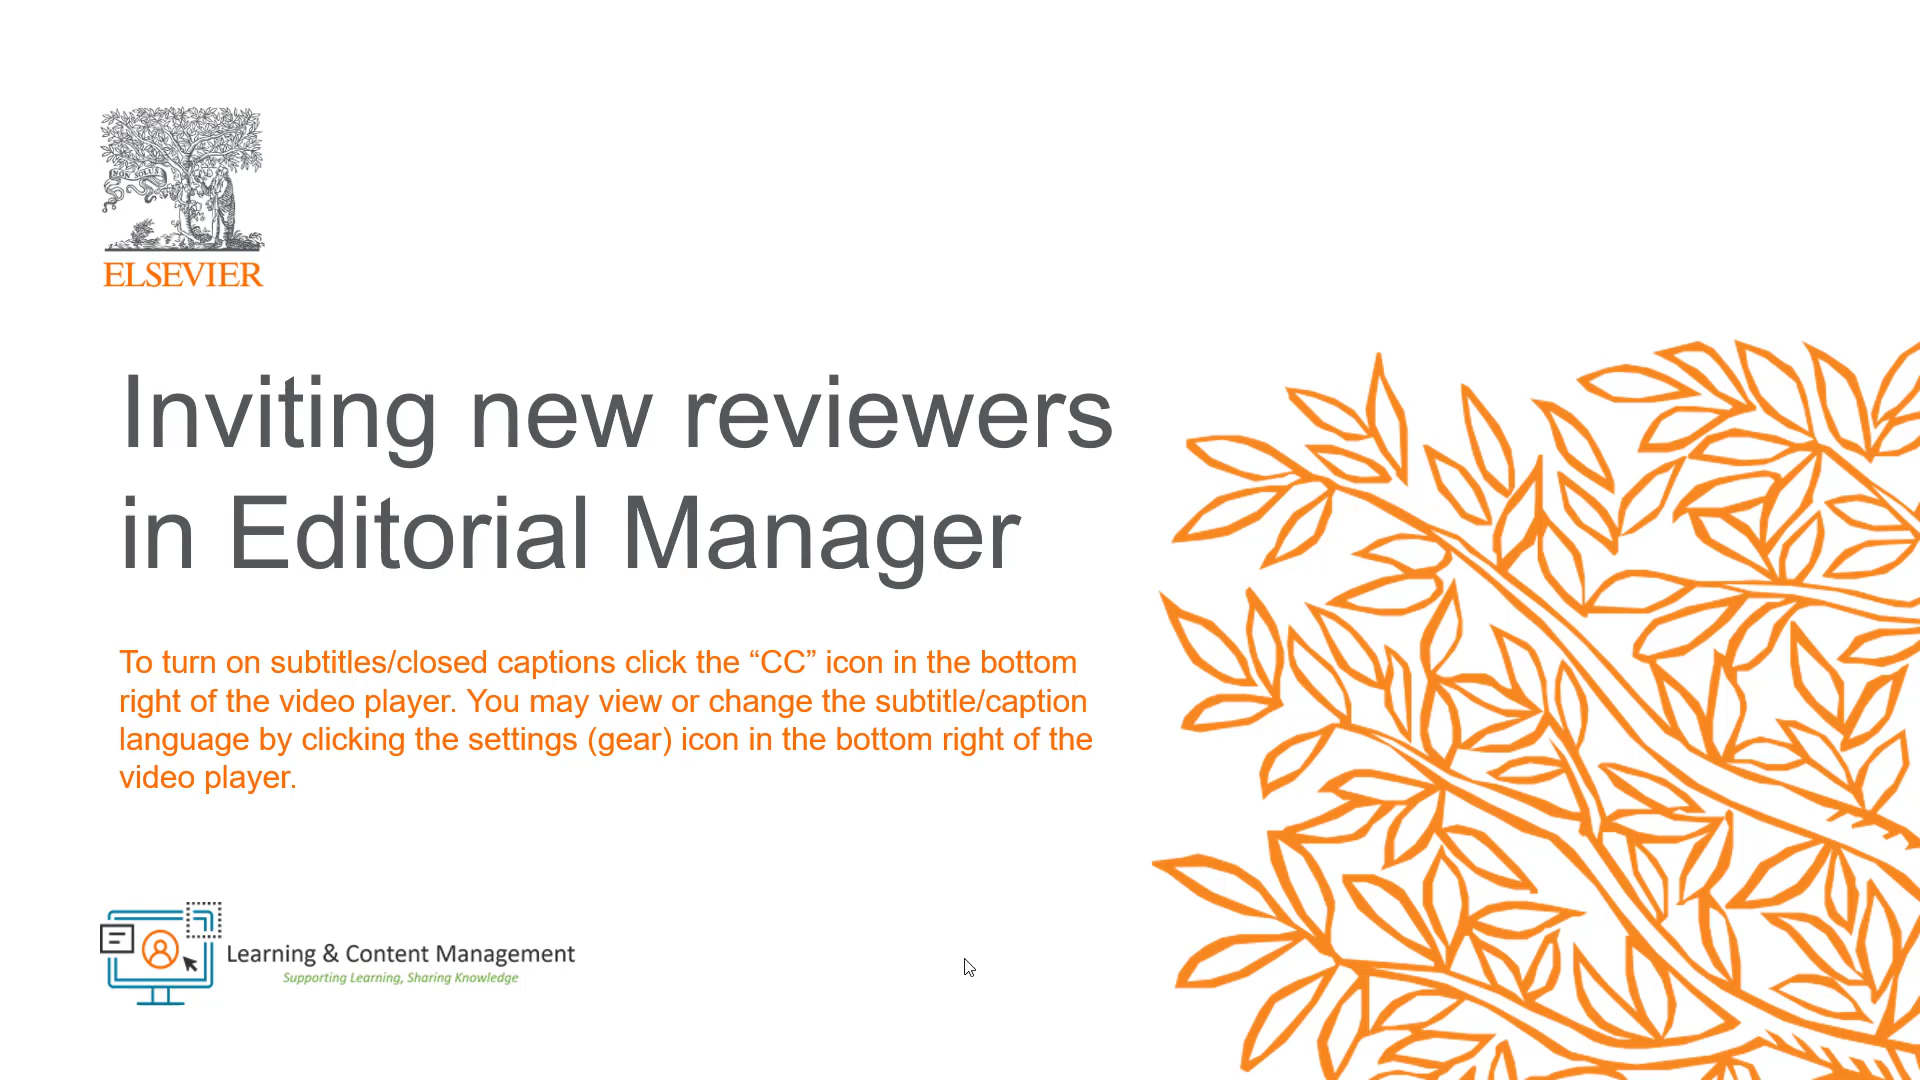 NON SOLUS
ELSEVIER
Inviting new reviewers
in Editorial Manager
To turn on subtitles/closed captions click the “CC” icon in the bottom
right of the video player. You may view or change the subtitle/caption
language by clicking the settings (gear) icon in the bottom right of the
video player.
Learning & Content Management
Supporting Learning, Sharing Knowledge